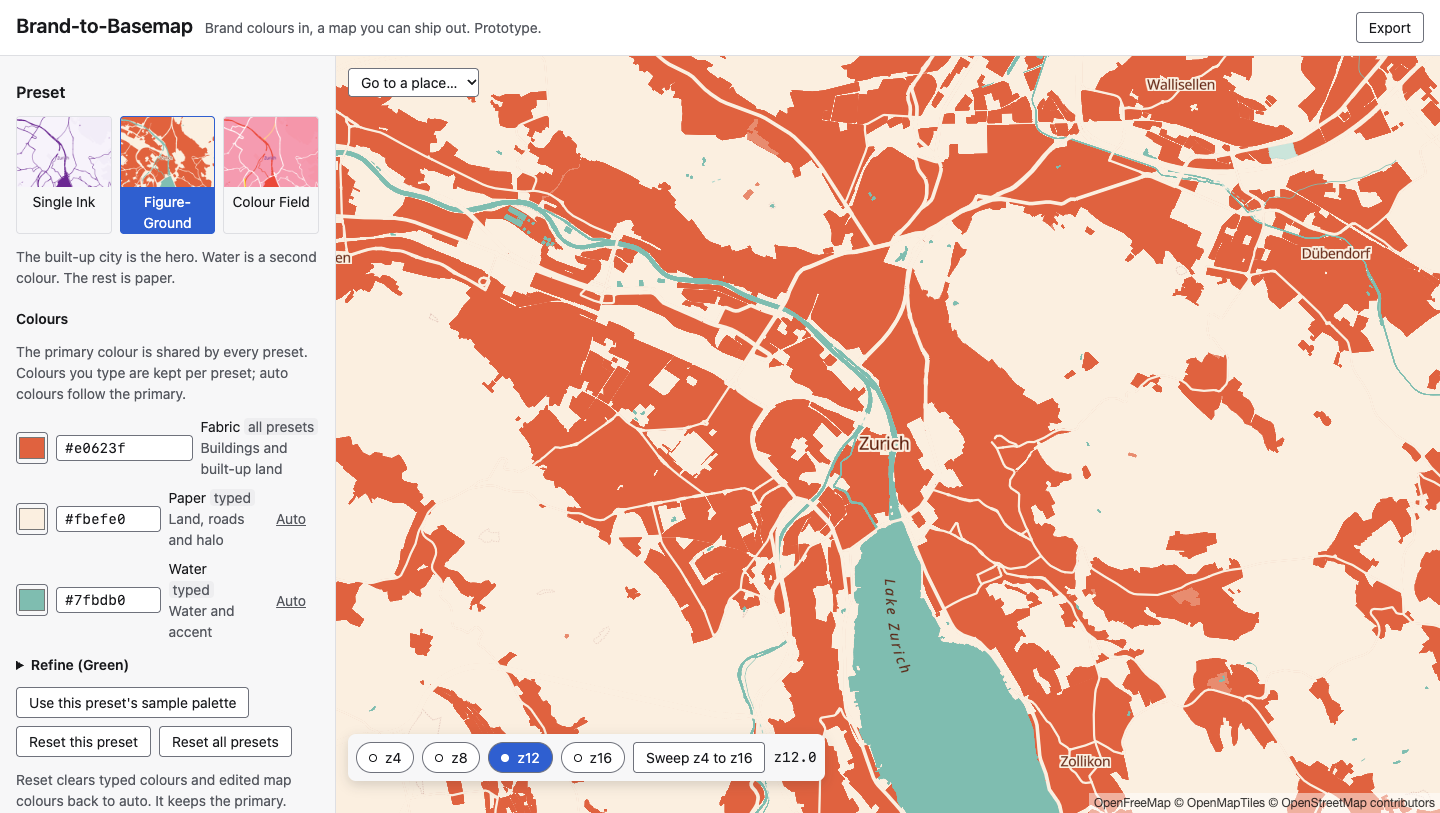 Brand-to-Basemap
Brand colours in, a map you can ship out. Prototype.
Export
Preset
Single Ink
Figure-
Ground
Colour Field
The built-up city is the hero. Water is a second
colour. The rest is paper.
Colours
The primary colour is shared by every preset.
Colours you type are kept per preset; auto
colours follow the primary.
#e0623f
Fabric all presets
Buildings and
built-up land
#fbefe0
Paper typed
Land, roads
and halo
Auto
#7fbdb0
Water
typed
Water and
accent
Auto
Refine (Green)
Use this preset's sample palette
Reset this preset
Reset all presets
Reset clears typed colours and edited map
colours back to auto. It keeps the primary.
Go to a place...
Wallisellen
Dübendorf
en
Zurich
Lake Zurich
Zollikon
z4
z8
z12
z16
Sweep z4 to z16
z12.0
OpenFreeMap © OpenMapTiles © OpenStreetMap contributors